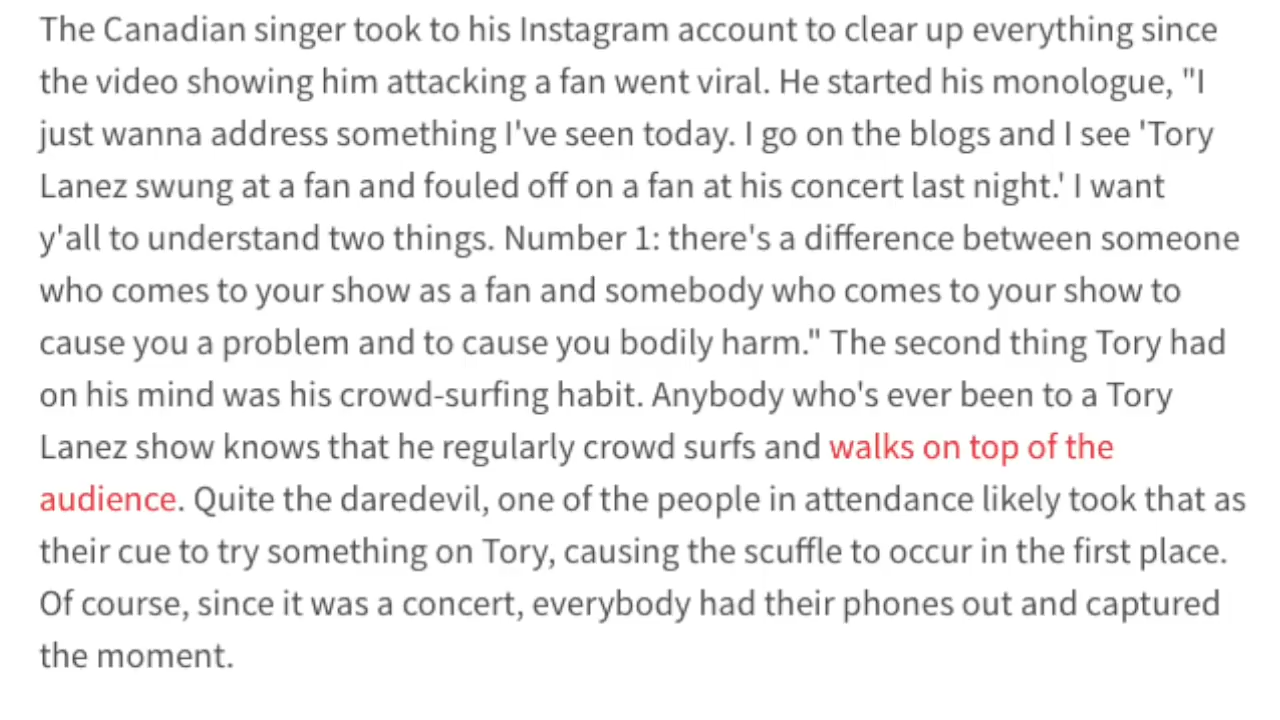 The Canadian singer took to his Instagram account to clear up everything since
the video showing him attacking a fan went viral. He started his monologue, "I
just wanna address something I've seen today. I go on the blogs and I see 'Tory
Lanez swung at a fan and fouled off on a fan at his concert last night.' I want
y'all to understand two things. Number 1: there's a difference between someone
who comes to your show as a fan and somebody who comes to your show to
cause you a problem and to cause you bodily harm." The second thing Tory had
on his mind was his crowd-surfing habit. Anybody who's ever been to a Tory
Lanez show knows that he regularly crowd surfs and walks on top of the
audience. Quite the daredevil, one of the people in attendance likely took that as
their cue to try something on Tory, causing the scuffle to occur in the first place.
Of course, since it was a concert, everybody had their phones out and captured
the moment.